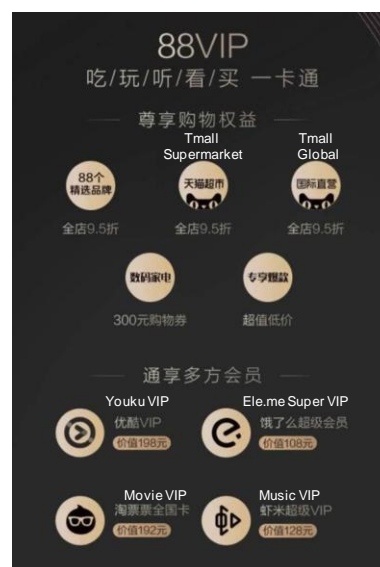 88VIP
吃/玩/听/看/买 一卡通
尊享购物权益
Tmall
Supermarket
Tmall
Global
88个
精选品牌
天猫超市
国际直营
全店9.5折
全店9.5折
全店9.5折
数码家电
专享爆款
300元购物券
超值低价
通享多方会员
Youku VIP
Ele.me Super VIP
优酷VIP
饿了么超级会员
价值198元
价值108元
Movie VIP
Music VIP
淘票票全国卡
虾米超级VIP
价值192元
价值128元